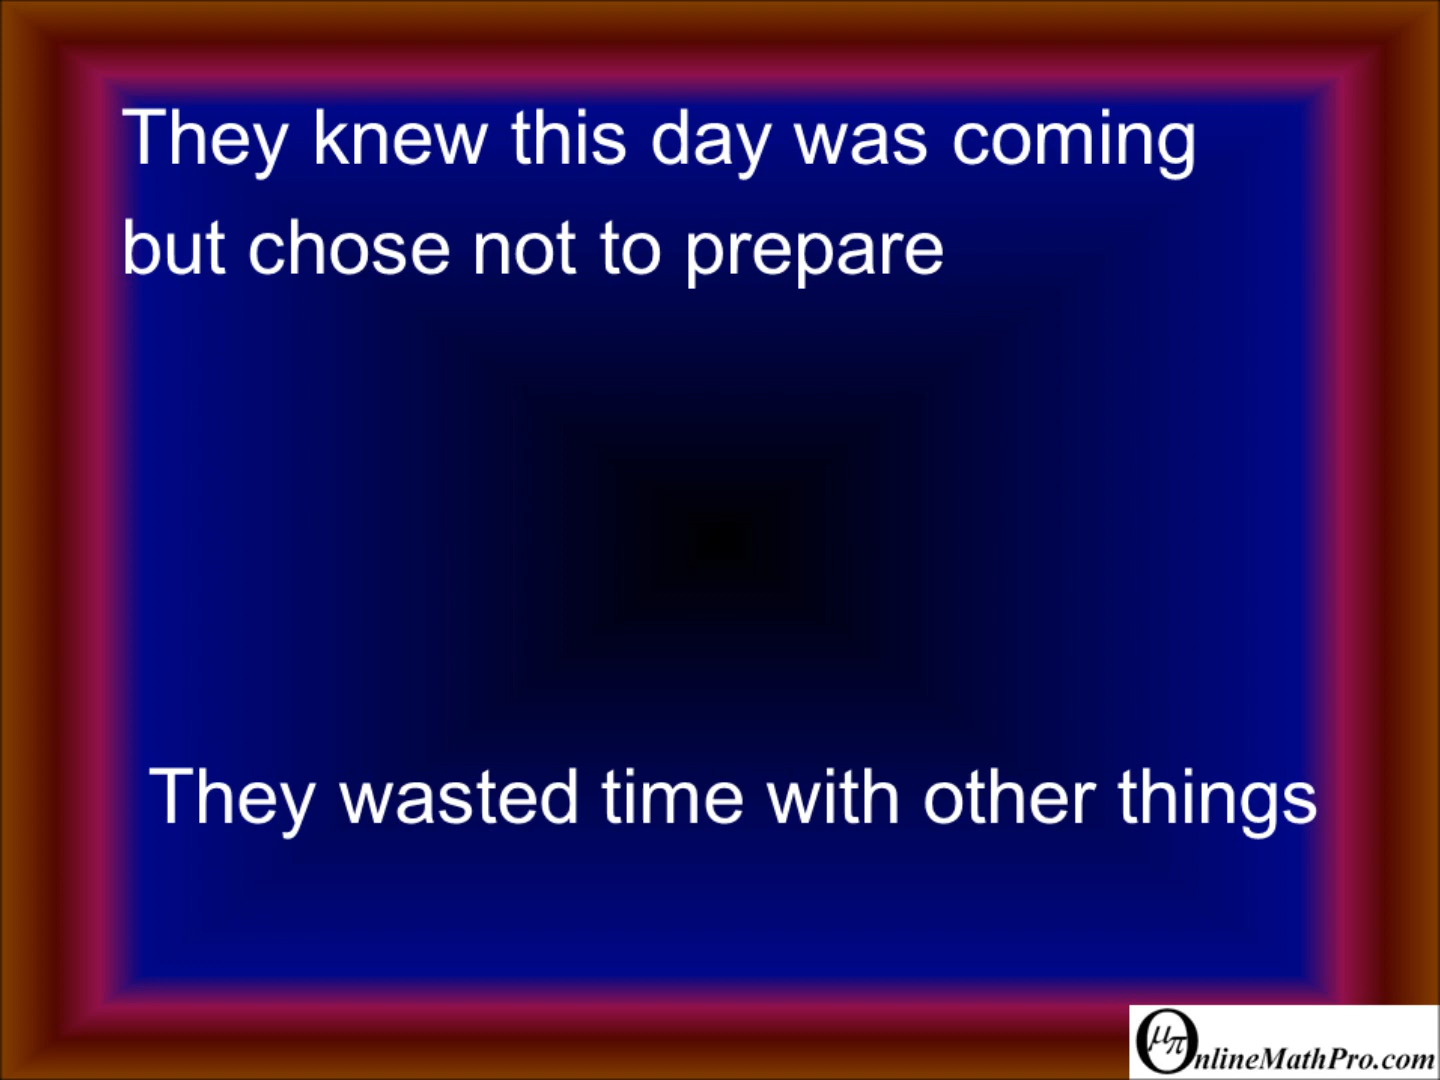 They knew this day was coming
but chose not to prepare
They wasted time with other things
μπ
OnlineMathPro.com